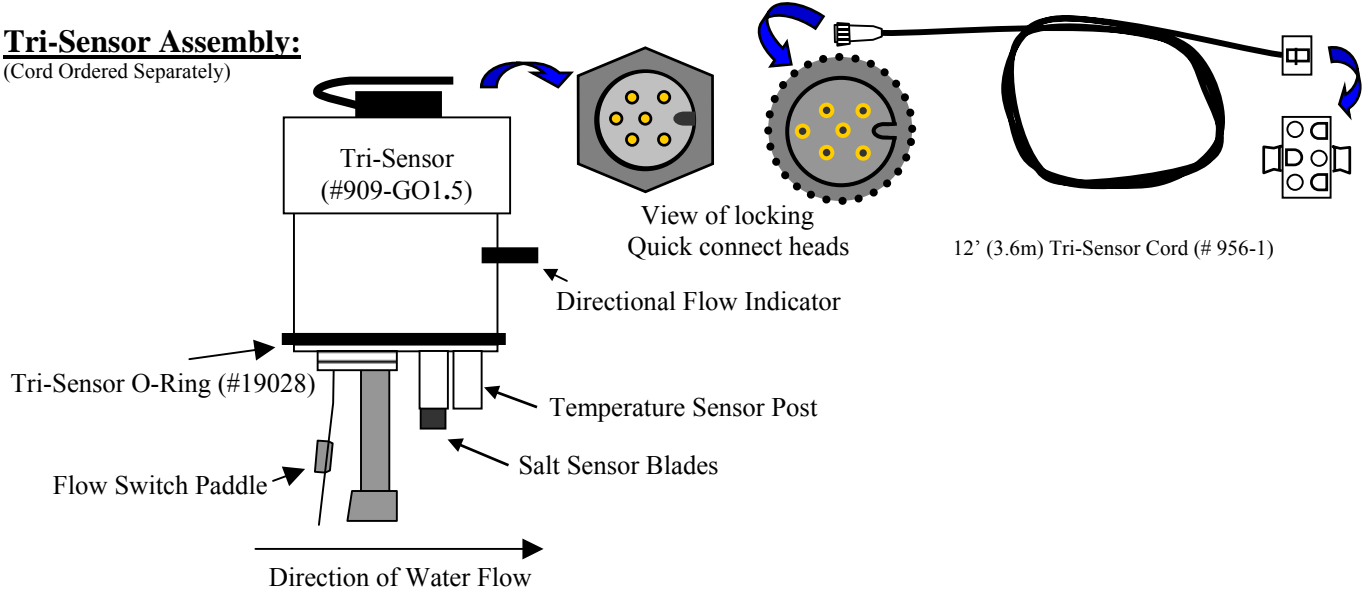 Tri-Sensor Assembly:
(Cord Ordered Separately)
Tri-Sensor
(#909-GO1.5)
View of locking
Quick connect heads
12’ (3.6m) Tri-Sensor Cord (# 956-1)
Directional Flow Indicator
Tri-Sensor O-Ring (#19028)
Temperature Sensor Post
Salt Sensor Blades
Flow Switch Paddle
Direction of Water Flow